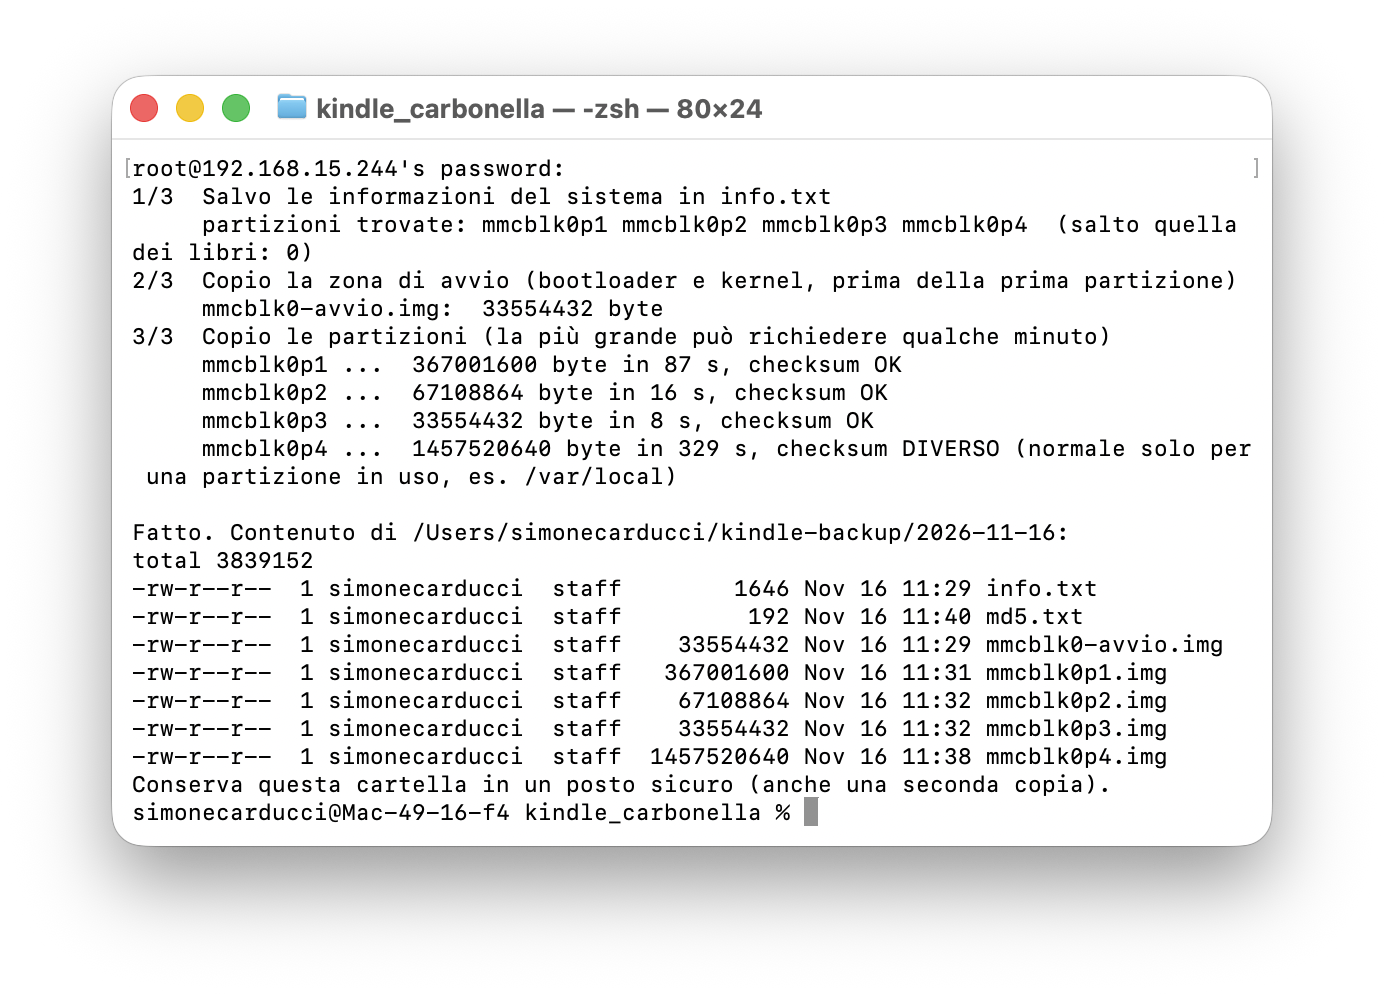 kindle_carbonella — -zsh — 80×24
[root@192.168.15.244's password: ]
1/3  Salvo le informazioni del sistema in info.txt
     partizioni trovate: mmcblk0p1 mmcblk0p2 mmcblk0p3 mmcblk0p4  (salto quella
dei libri: 0)
2/3  Copio la zona di avvio (bootloader e kernel, prima della prima partizione)
     mmcblk0-avvio.img:  33554432 byte
3/3  Copio le partizioni (la più grande può richiedere qualche minuto)
     mmcblk0p1 ...  367001600 byte in 87 s, checksum OK
     mmcblk0p2 ...  67108864 byte in 16 s, checksum OK
     mmcblk0p3 ...  33554432 byte in 8 s, checksum OK
     mmcblk0p4 ...  1457520640 byte in 329 s, checksum DIVERSO (normale solo per
 una partizione in uso, es. /var/local)

Fatto. Contenuto di /Users/simonecarducci/kindle-backup/2026-11-16:
total 3839152
-rw-r--r--  1 simonecarducci  staff        1646 Nov 16 11:29 info.txt
-rw-r--r--  1 simonecarducci  staff         192 Nov 16 11:40 md5.txt
-rw-r--r--  1 simonecarducci  staff    33554432 Nov 16 11:29 mmcblk0-avvio.img
-rw-r--r--  1 simonecarducci  staff   367001600 Nov 16 11:31 mmcblk0p1.img
-rw-r--r--  1 simonecarducci  staff    67108864 Nov 16 11:32 mmcblk0p2.img
-rw-r--r--  1 simonecarducci  staff    33554432 Nov 16 11:32 mmcblk0p3.img
-rw-r--r--  1 simonecarducci  staff  1457520640 Nov 16 11:38 mmcblk0p4.img
Conserva questa cartella in un posto sicuro (anche una seconda copia).
simonecarducci@Mac-49-16-f4 kindle_carbonella %